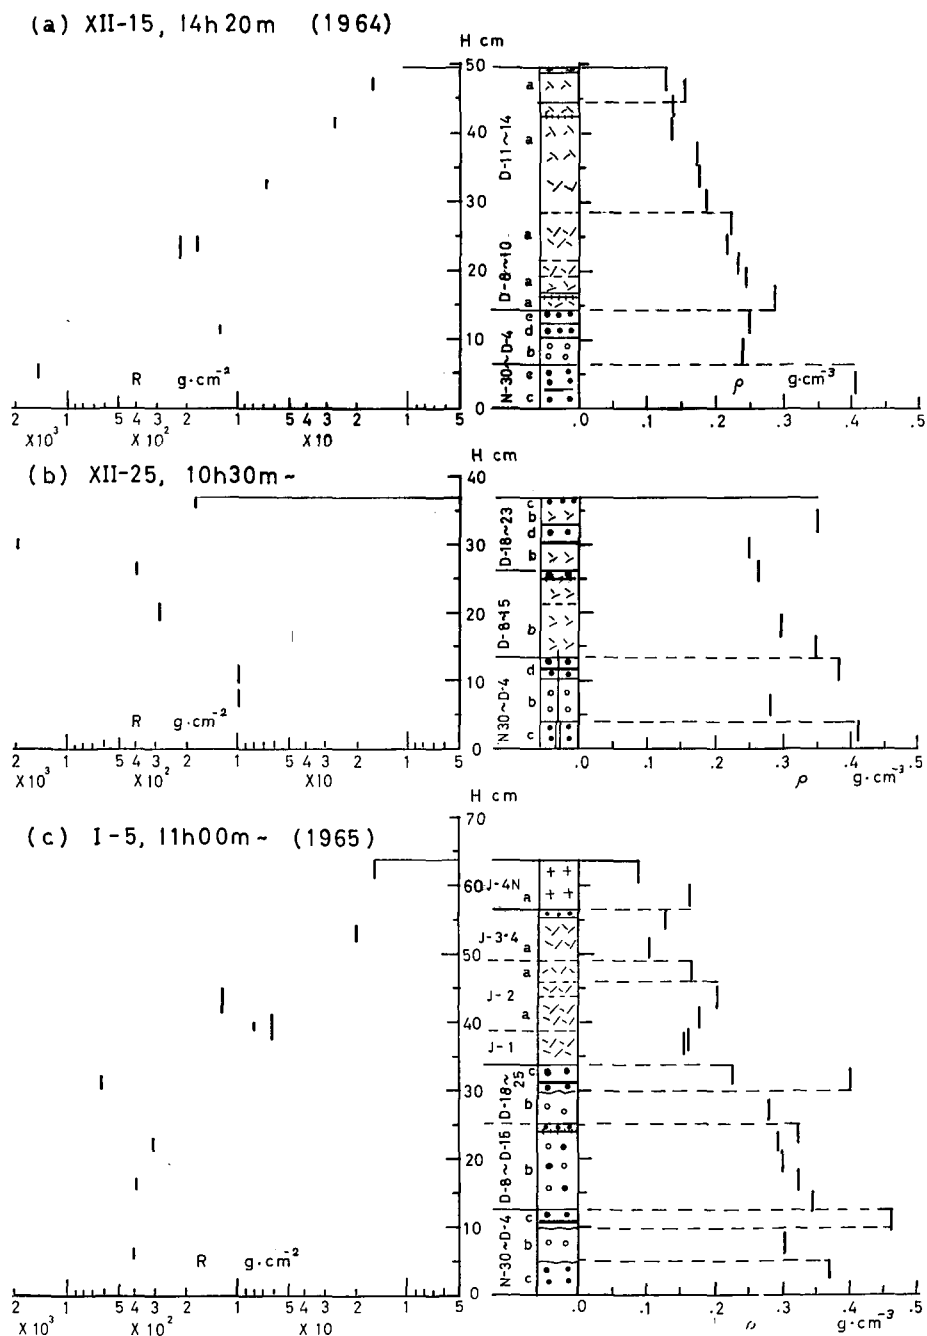 (a) XII-15, 14h20m (1964)
H cm
50
40
30
20
10
0
D-11~14
D-8~10
N-30~D-4
a
a
a
a
a
e
d
b
e
c
R g·cm-2
ρ g·cm-3
2 1 5 4 3 2 1 5 4 3 2 5
X10³ X10² X10
.0 .1 .2 .3 .4 .5
(b) XII-25, 10h30m~
H cm
40
30
20
10
0
D-18~23
D-8~15
N30~D-4
c
b
d
b
b
d
b
c
R g·cm-2
2 1 5 4 3 2 1 5 4 3 2 1 5
X10³ X10² X10
.0 .1 .2 .3 .4 .5
ρ g·cm-3
H cm
(c) I-5, 11h00m~ (1965)
70
60
50
40
30
20
10
0
J-4N
J-3·4
J-2
J-1
D-18~25
D-8~D-16
N-30~D-4
a
a
a
a
c
b
b
c
b
c
R g·cm-2
2 1 5 4 3 2 1 5 4 3 2 1 5
X10³ X10² X10
.0 .1 .2 .3 .4 .5
ρ g·cm-3